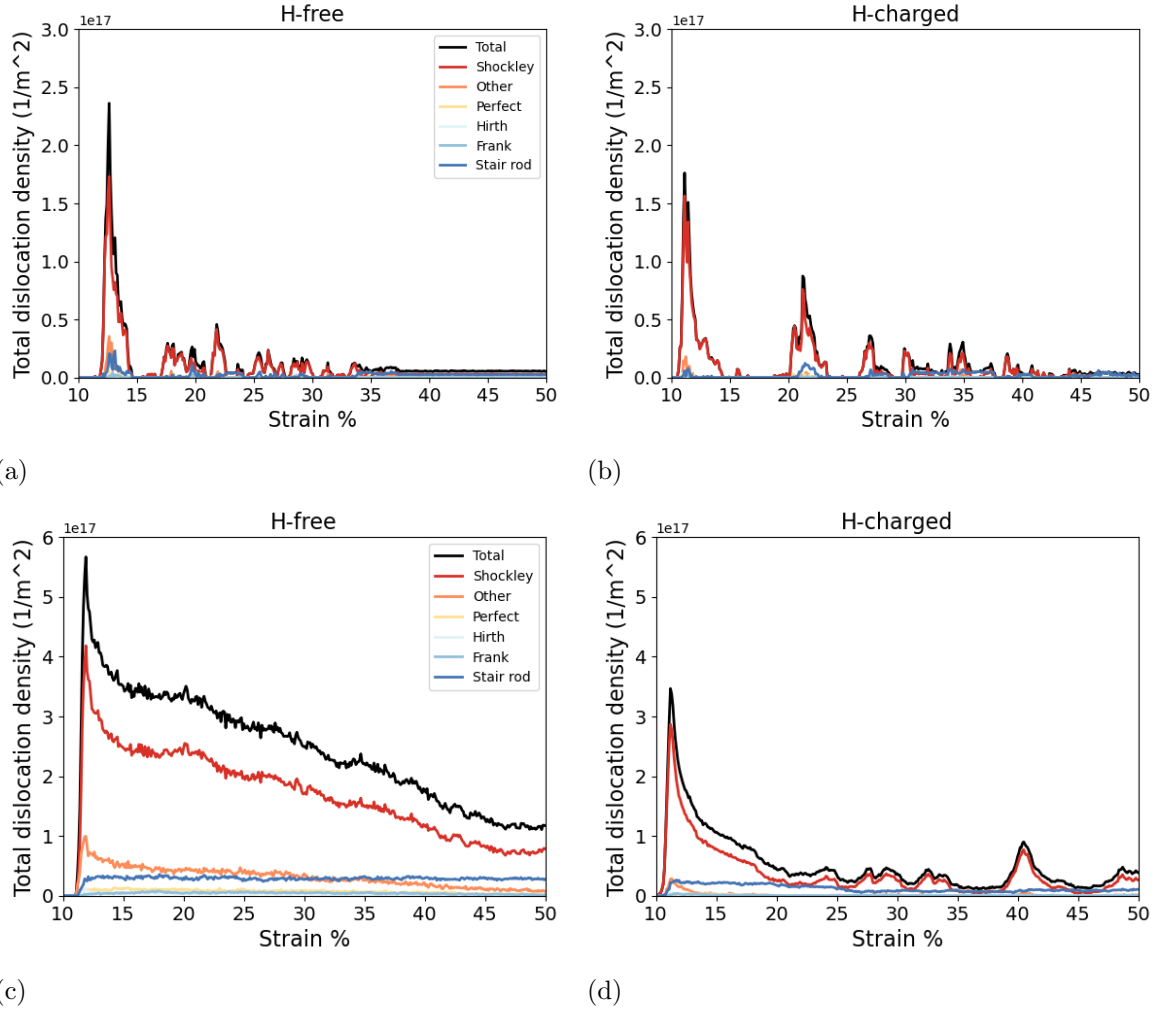 H-free
1e17
Total dislocation density (1/m^2)
3.0
2.5
2.0
1.5
1.0
0.5
0.0
10 15 20 25 30 35 40 45 50
Strain %
Total
Shockley
Other
Perfect
Hirth
Frank
Stair rod
(a)
H-charged
1e17
Total dislocation density (1/m^2)
3.0
2.5
2.0
1.5
1.0
0.5
0.0
10 15 20 25 30 35 40 45 50
Strain %
(b)
H-free
1e17
Total dislocation density (1/m^2)
6
5
4
3
2
1
0
10 15 20 25 30 35 40 45 50
Strain %
Total
Shockley
Other
Perfect
Hirth
Frank
Stair rod
(c)
H-charged
1e17
Total dislocation density (1/m^2)
6
5
4
3
2
1
0
10 15 20 25 30 35 40 45 50
Strain %
(d)